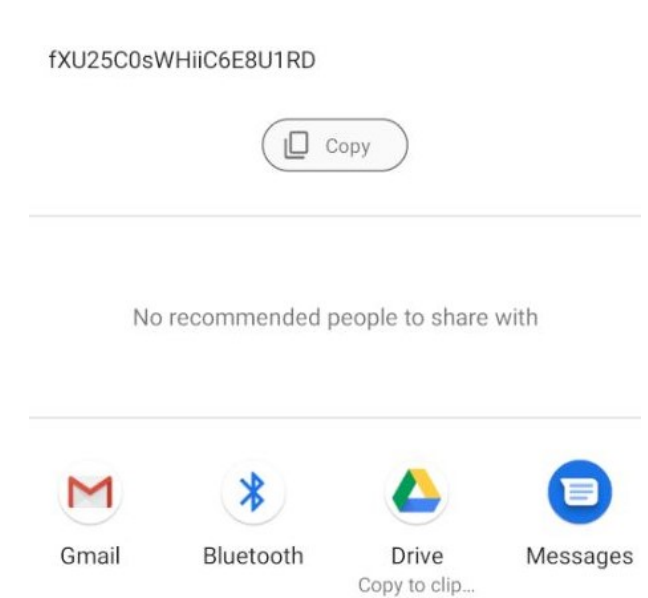 fXU25C0sWHiiC6E8U1RD
Copy
No recommended people to share with
Gmail
Bluetooth
Drive
Copy to clip...
Messages